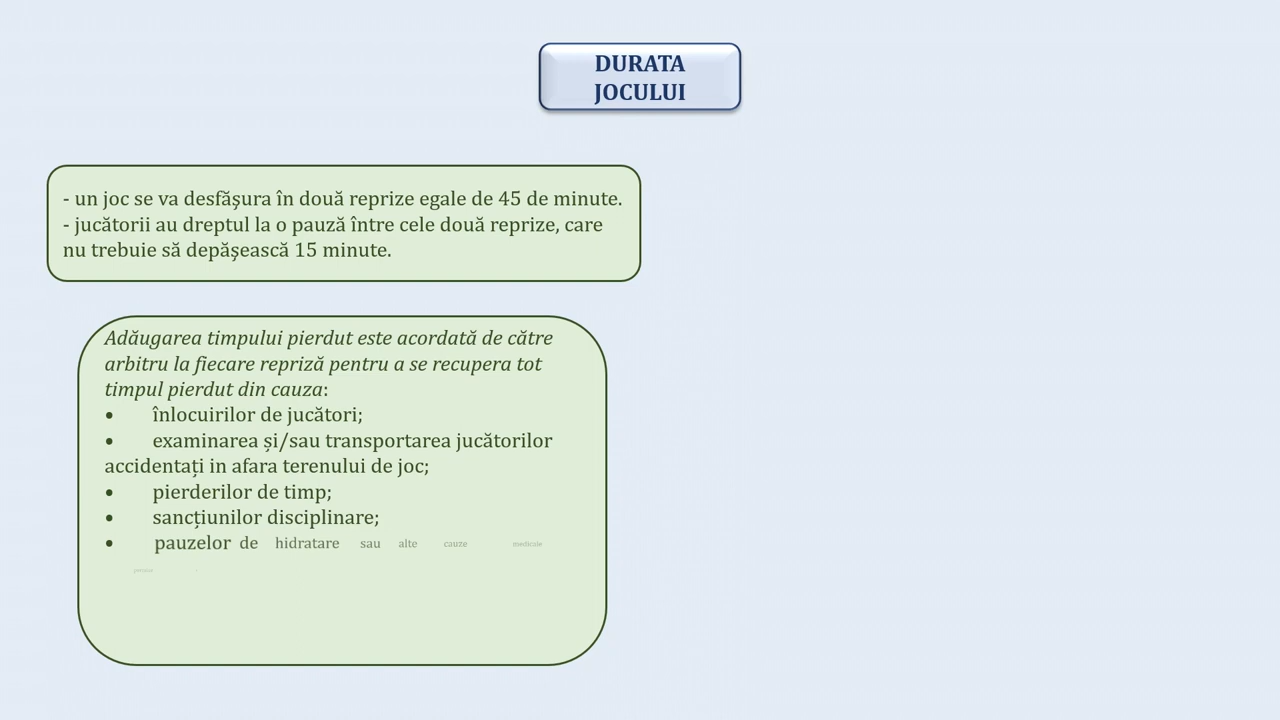 DURATA
JOCULUI
- un joc se va desfăşura în două reprize egale de 45 de minute.
- jucătorii au dreptul la o pauză între cele două reprize, care
nu trebuie să depăşească 15 minute.
Adăugarea timpului pierdut este acordată de către
arbitru la fiecare repriză pentru a se recupera tot
timpul pierdut din cauza:
• înlocuirilor de jucători;
• examinarea și/sau transportarea jucătorilor
accidentați in afara terenului de joc;
• pierderilor de timp;
• sancțiunilor disciplinare;
• pauzelor de hidratare sau alte cauze medicale